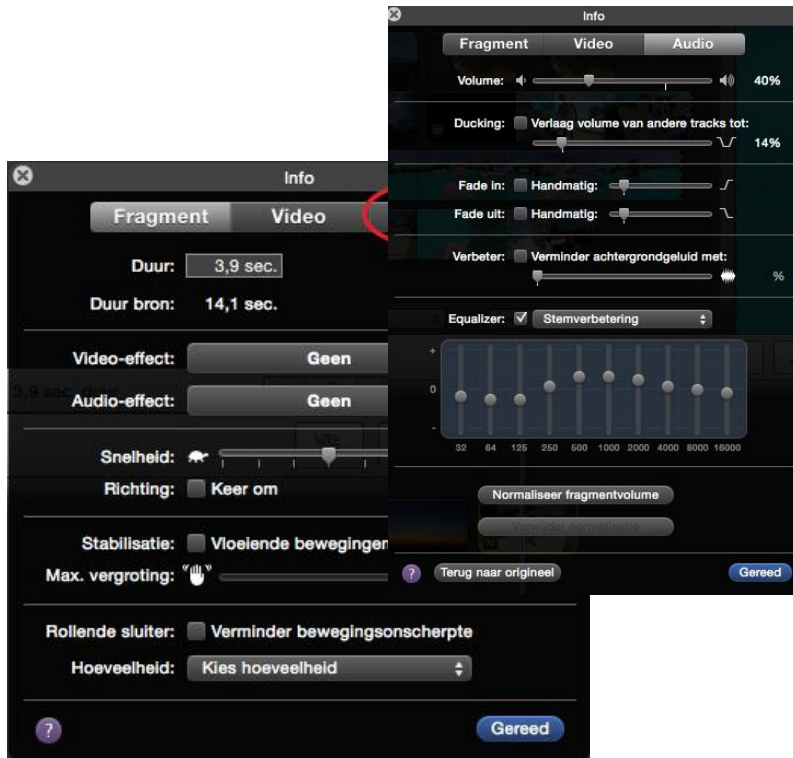 Info
Fragment Video Audio
Volume: 40%
Ducking: Verlaag volume van andere tracks tot:
14%
Fade in: Handmatig:
Fade uit: Handmatig:
Verbeter: Verminder achtergrondgeluid met:
%
Equalizer: Stemverbetering
+
0
-
32 64 125 250 500 1000 2000 4000 8000 16000
Normaliseer fragmentvolume
Verwijder normalisatie
? Terug naar origineel Gereed
Info
Fragment Video
Duur: 3,9 sec.
Duur bron: 14,1 sec.
Video-effect: Geen
3,9 sec. duur
Audio-effect: Geen
Snelheid:
Richting: Keer om
Stabilisatie: Vloeiende bewegingen
Max. vergroting:
Rollende sluiter: Verminder bewegingsonscherpte
Hoeveelheid: Kies hoeveelheid
? Gereed